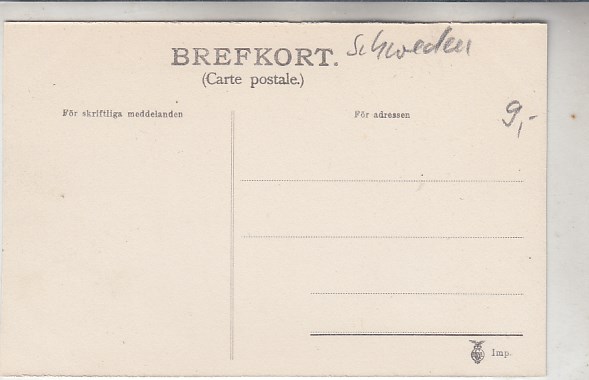 BREFKORT. Schweden
(Carte postale.)
För skriftliga meddelanden
För adressen
9,-
Imp.